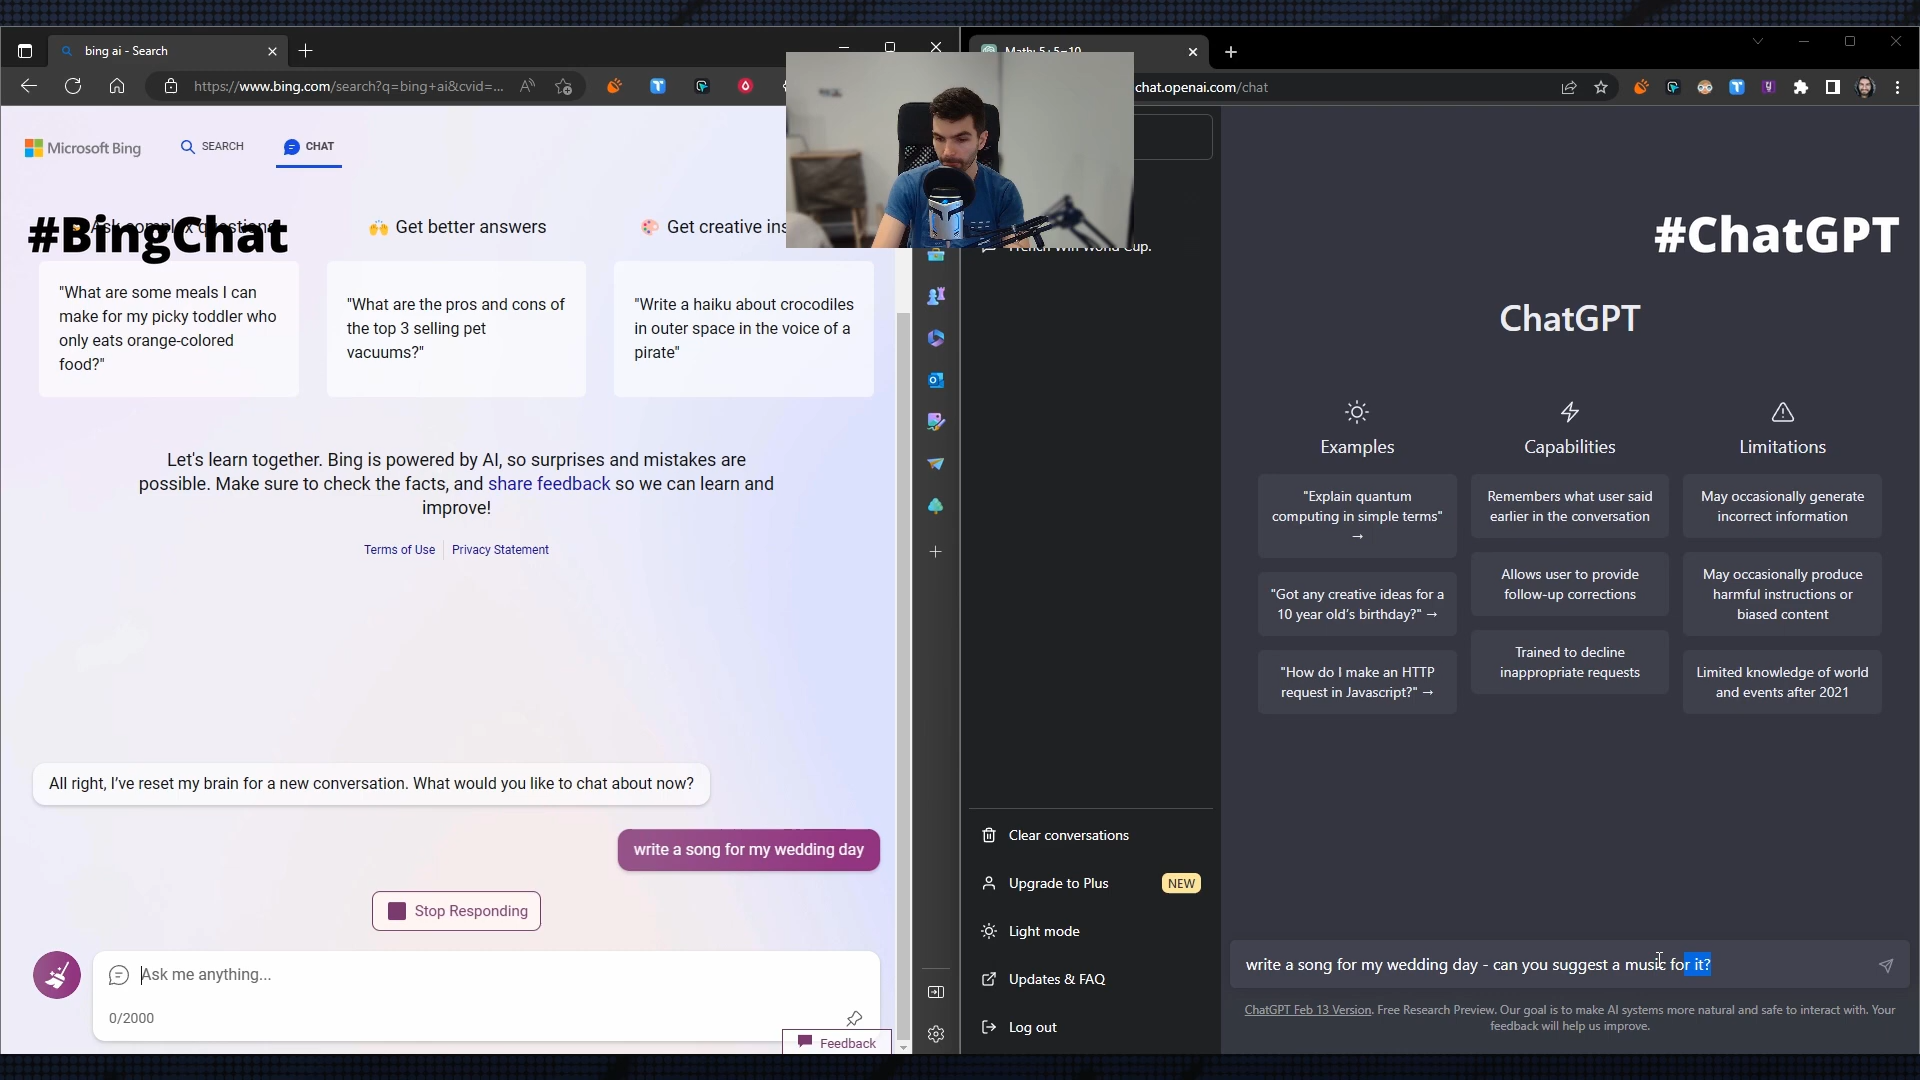 bing ai - Search
https://www.bing.com/search?q=bing+ai&cvid=...
Microsoft Bing
SEARCH
CHAT
#BingChat
Get better answers
Get creative ins
"What are some meals I can
make for my picky toddler who
only eats orange-colored
food?"
"What are the pros and cons of
the top 3 selling pet
vacuums?"
"Write a haiku about crocodiles
in outer space in the voice of a
pirate"
Let's learn together. Bing is powered by AI, so surprises and mistakes are
possible. Make sure to check the facts, and share feedback so we can learn and
improve!
Terms of Use
Privacy Statement
All right, I've reset my brain for a new conversation. What would you like to chat about now?
write a song for my wedding day
Stop Responding
Ask me anything...
0/2000
Feedback
Math: 5+5=10
chat.openai.com/chat
French Win World Cup.
Clear conversations
Upgrade to Plus
NEW
Light mode
Updates & FAQ
Log out
#ChatGPT
ChatGPT
Examples
"Explain quantum
computing in simple terms"
→
"Got any creative ideas for a
10 year old's birthday?" →
"How do I make an HTTP
request in Javascript?" →
Capabilities
Remembers what user said
earlier in the conversation
Allows user to provide
follow-up corrections
Trained to decline
inappropriate requests
Limitations
May occasionally generate
incorrect information
May occasionally produce
harmful instructions or
biased content
Limited knowledge of world
and events after 2021
write a song for my wedding day - can you suggest a music for it?
ChatGPT Feb 13 Version. Free Research Preview. Our goal is to make AI systems more natural and safe to interact with. Your
feedback will help us improve.